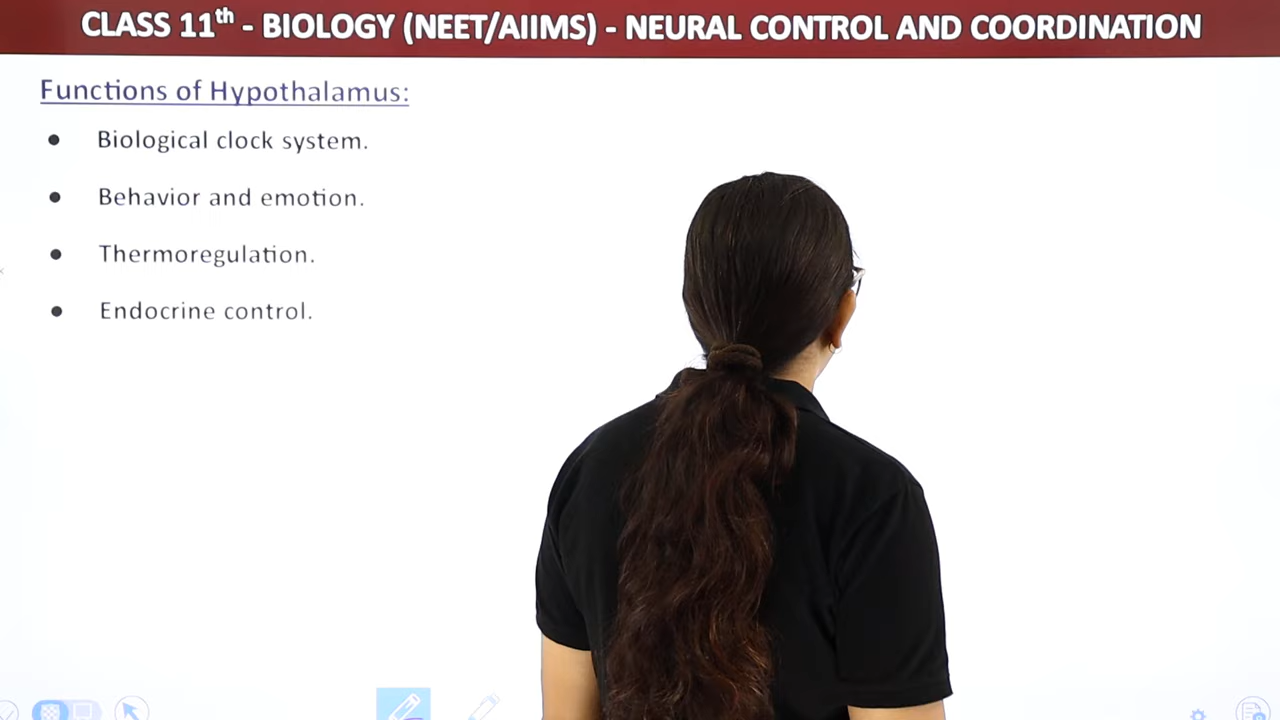 CLASS 11th - BIOLOGY (NEET/AIIMS) - NEURAL CONTROL AND COORDINATION
Functions of Hypothalamus:
● Biological clock system.
● Behavior and emotion.
● Thermoregulation.
● Endocrine control.